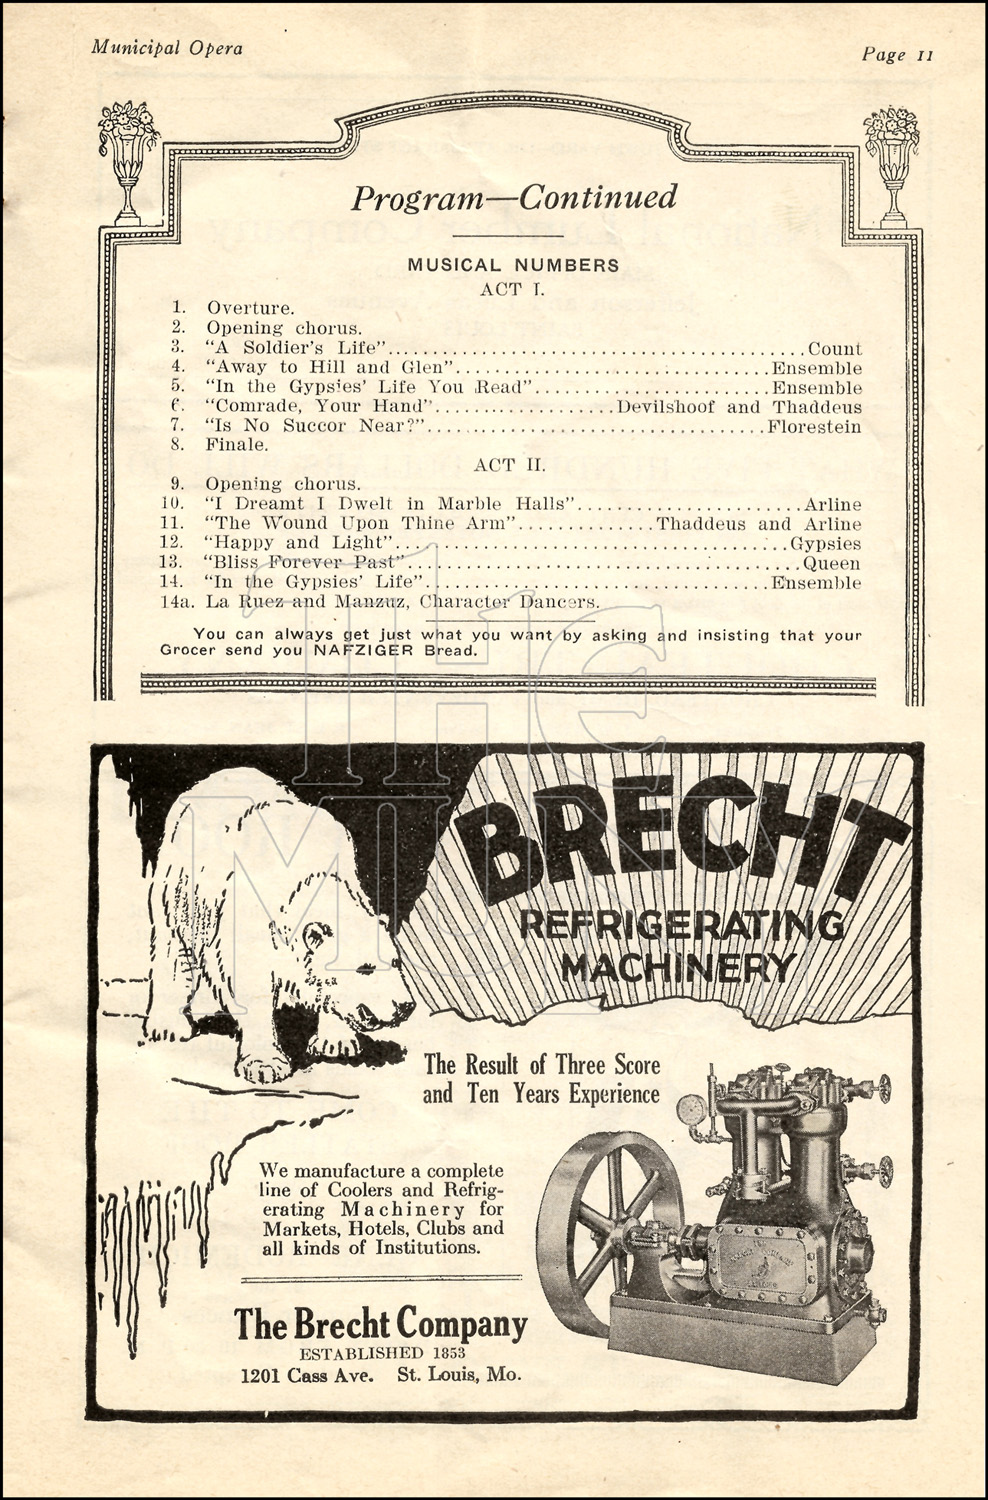 Municipal Opera
Page 11
Program—Continued
MUSICAL NUMBERS
ACT I.
1. Overture.
2. Opening chorus.
3. "A Soldier's Life"........................................Count
4. "Away to Hill and Glen"..............................Ensemble
5. "In the Gypsies' Life You Read"......................Ensemble
6. "Comrade, Your Hand"..................Devilshoof and Thaddeus
7. "Is No Succor Near?"................................Florestein
8. Finale.
ACT II.
9. Opening chorus.
10. "I Dreamt I Dwelt in Marble Halls".....................Arline
11. "The Wound Upon Thine Arm".............Thaddeus and Arline
12. "Happy and Light".....................................Gypsies
13. "Bliss Forever Past".....................................Queen
14. "In the Gypsies' Life"................................Ensemble
14a. La Ruez and Manzuz, Character Dancers.
You can always get just what you want by asking and insisting that your
Grocer send you NAFZIGER Bread.
THE
MUNY
BRECHT
REFRIGERATING
MACHINERY
The Result of Three Score
and Ten Years Experience
We manufacture a complete
line of Coolers and Refrig-
erating Machinery for
Markets, Hotels, Clubs and
all kinds of Institutions.
The Brecht Company
ESTABLISHED 1853
1201 Cass Ave. St. Louis, Mo.